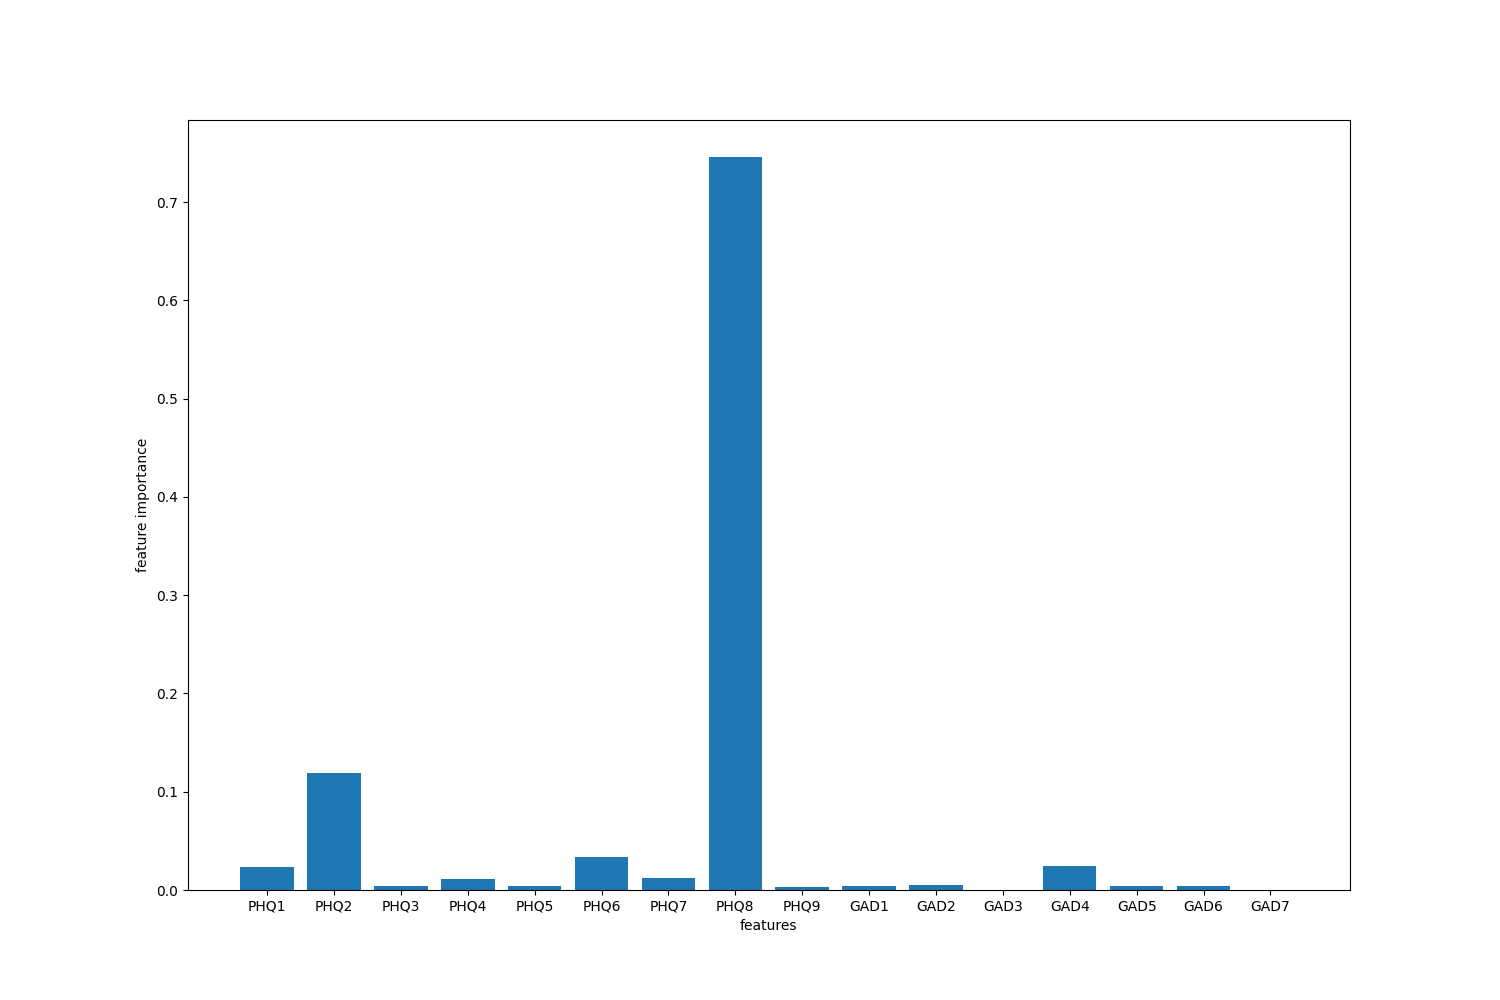 feature importance
0.7
0.6
0.5
0.4
0.3
0.2
0.1
0.0
PHQ1 PHQ2 PHQ3 PHQ4 PHQ5 PHQ6 PHQ7 PHQ8 PHQ9 GAD1 GAD2 GAD3 GAD4 GAD5 GAD6 GAD7
features